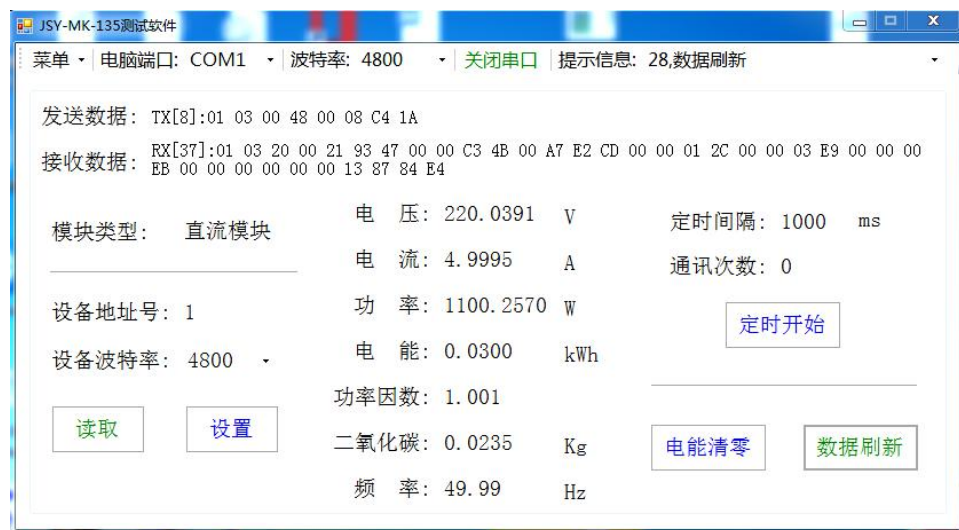 JSY-MK-135测试软件
菜单 电脑端口: COM1 波特率: 4800 关闭串口 提示信息: 28,数据刷新
发送数据: TX[8]:01 03 00 48 00 08 C4 1A
接收数据: RX[37]:01 03 20 00 21 93 47 00 00 C3 4B 00 A7 E2 CD 00 00 01 2C 00 00 03 E9 00 00 00
EB 00 00 00 00 00 00 13 87 84 E4
模块类型: 直流模块
设备地址号: 1
设备波特率: 4800
读取 设置
电 压: 220.0391 V
电 流: 4.9995 A
功 率: 1100.2570 W
电 能: 0.0300 kWh
功率因数: 1.001
二氧化碳: 0.0235 Kg
频 率: 49.99 Hz
定时间隔: 1000 ms
通讯次数: 0
定时开始
电能清零 数据刷新